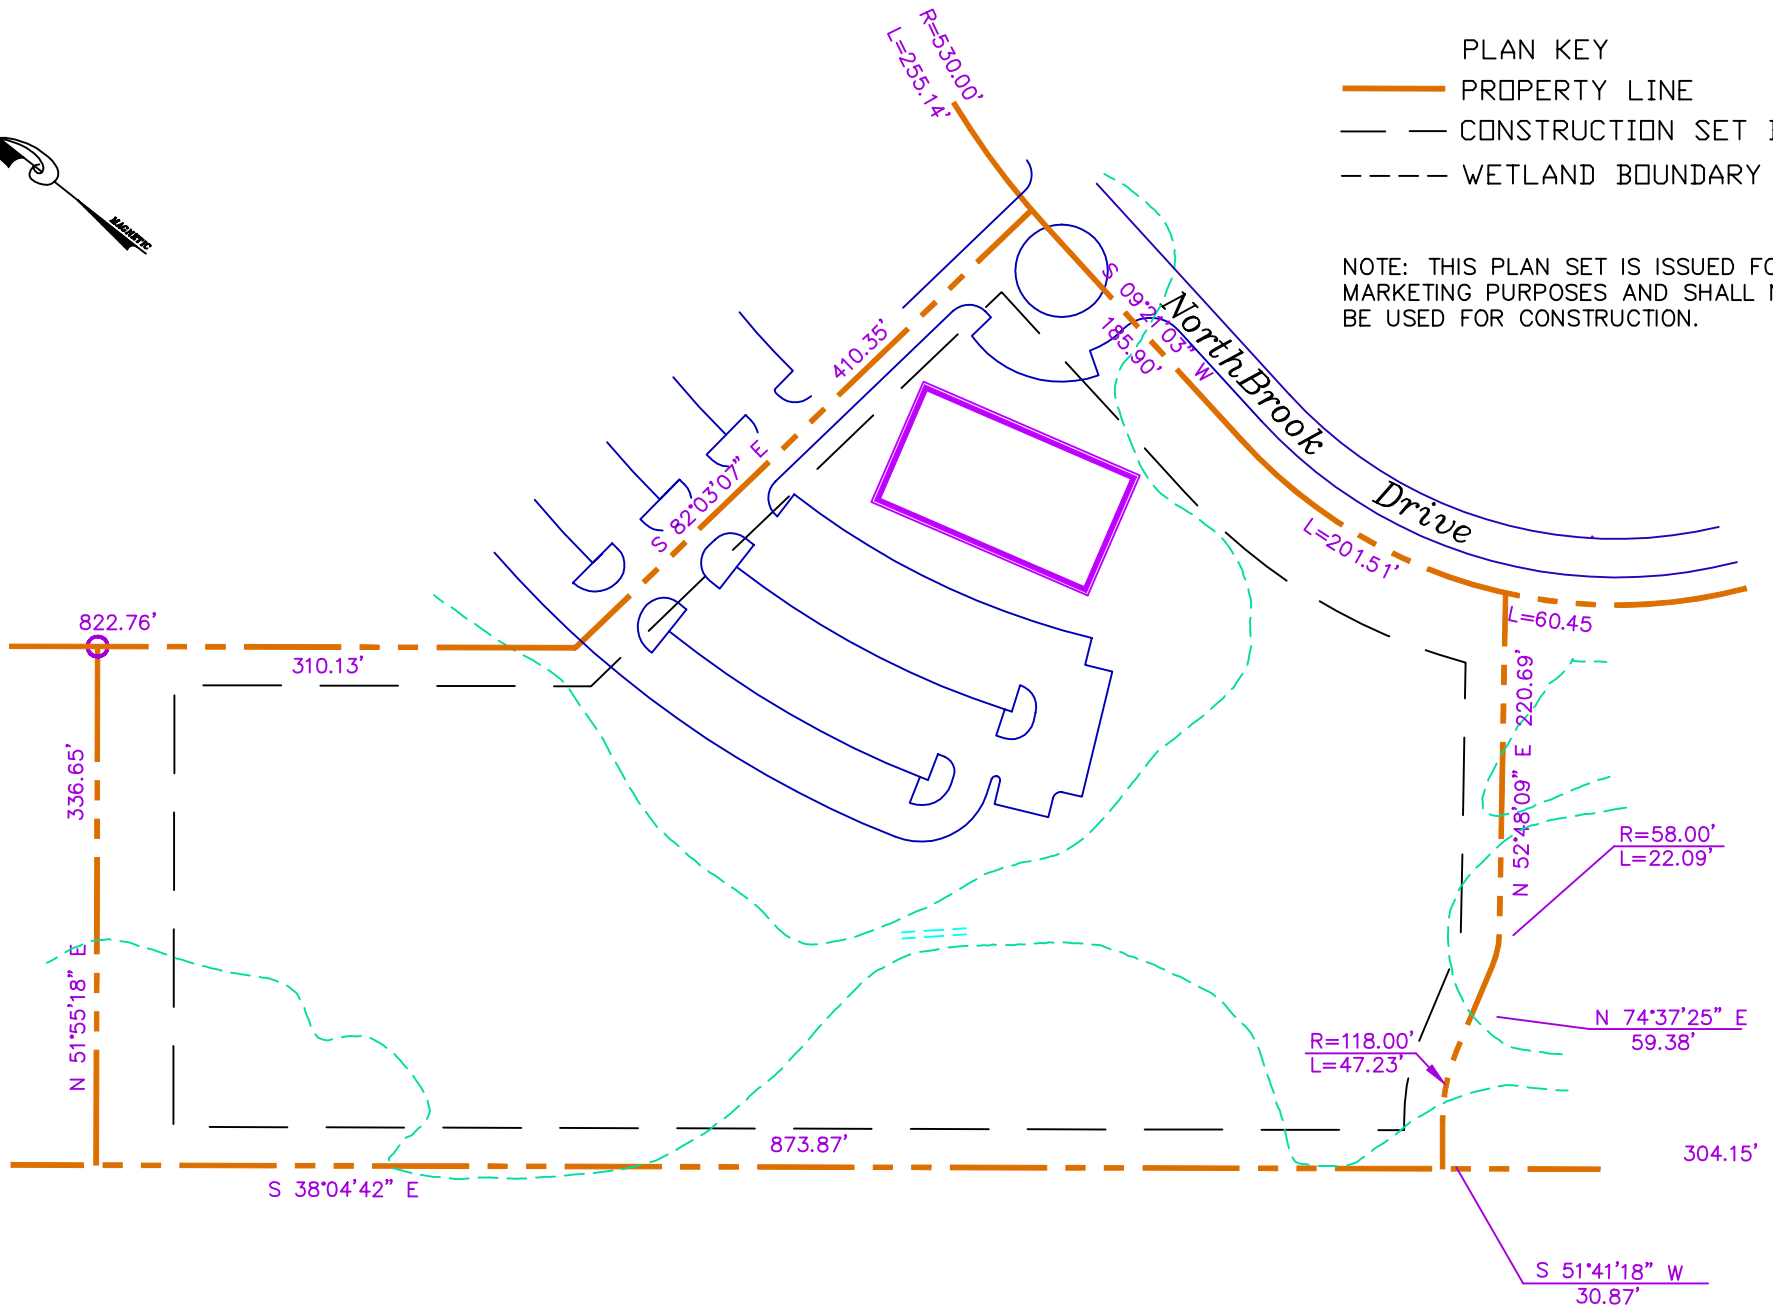 R=530.00'
L=255.14'
PLAN KEY
PROPERTY LINE
CONSTRUCTION SET
WETLAND BOUNDARY
MAGNETIC
NOTE: THIS PLAN SET IS ISSUED
MARKETING PURPOSES AND SHALL
BE USED FOR CONSTRUCTION.
S 09°21'03" W
185.90'
NorthBrook
Drive
410.35'
S 82°03'07" E
L=201.51'
L=60.45
822.76'
310.13'
336.65'
N 51°55'18" E
N 52°48'09" E 220.69'
R=58.00'
L=22.09'
N 74°37'25" E
59.38'
R=118.00'
L=47.23'
873.87'
304.15'
S 38°04'42" E
S 51°41'18" W
30.87'